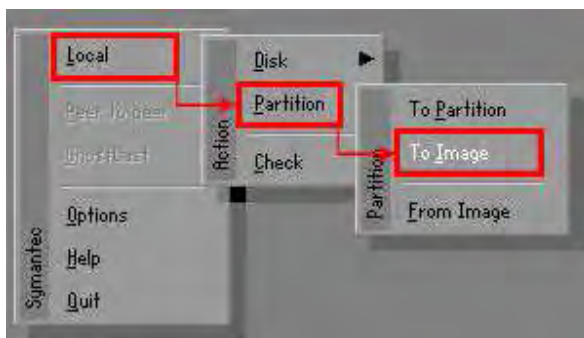 Symantec
Local
Peer to peer
GhostCast
Options
Help
Quit
Action
Disk
Partition
Check
Partition
To Partition
To Image
From Image